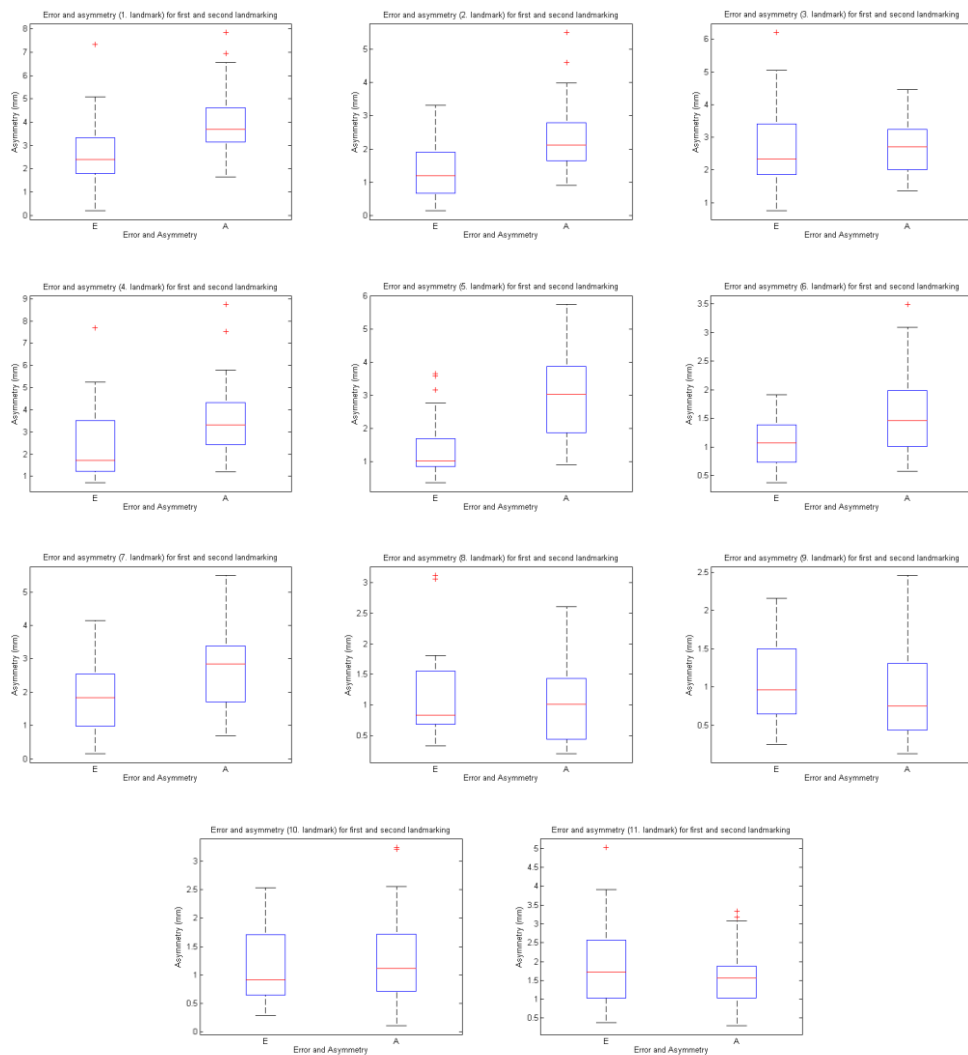 Error and asymmetry (1. landmark) for first and second landmarking
8
7
6
5
4
3
2
1
0
Asymmetry (mm)
E
A
Error and Asymmetry
Error and asymmetry (2. landmark) for first and second landmarking
5
4
3
2
1
0
Asymmetry (mm)
E
A
Error and Asymmetry
Error and asymmetry (3. landmark) for first and second landmarking
6
5
4
3
2
1
Asymmetry (mm)
E
A
Error and Asymmetry
Error and asymmetry (4. landmark) for first and second landmarking
9
8
7
6
5
4
3
2
1
Asymmetry (mm)
E
A
Error and Asymmetry
Error and asymmetry (5. landmark) for first and second landmarking
6
5
4
3
2
1
Asymmetry (mm)
E
A
Error and Asymmetry
Error and asymmetry (6. landmark) for first and second landmarking
3.5
3
2.5
2
1.5
1
0.5
Asymmetry (mm)
E
A
Error and Asymmetry
Error and asymmetry (7. landmark) for first and second landmarking
5
4
3
2
1
0
Asymmetry (mm)
E
A
Error and Asymmetry
Error and asymmetry (8. landmark) for first and second landmarking
3
2.5
2
1.5
1
0.5
Asymmetry (mm)
E
A
Error and Asymmetry
Error and asymmetry (9. landmark) for first and second landmarking
2.5
2
1.5
1
0.5
Asymmetry (mm)
E
A
Error and Asymmetry
Error and asymmetry (10. landmark) for first and second landmarking
3
2.5
2
1.5
1
0.5
0
Asymmetry (mm)
E
A
Error and Asymmetry
Error and asymmetry (11. landmark) for first and second landmarking
5
4.5
4
3.5
3
2.5
2
1.5
1
0.5
Asymmetry (mm)
E
A
Error and Asymmetry